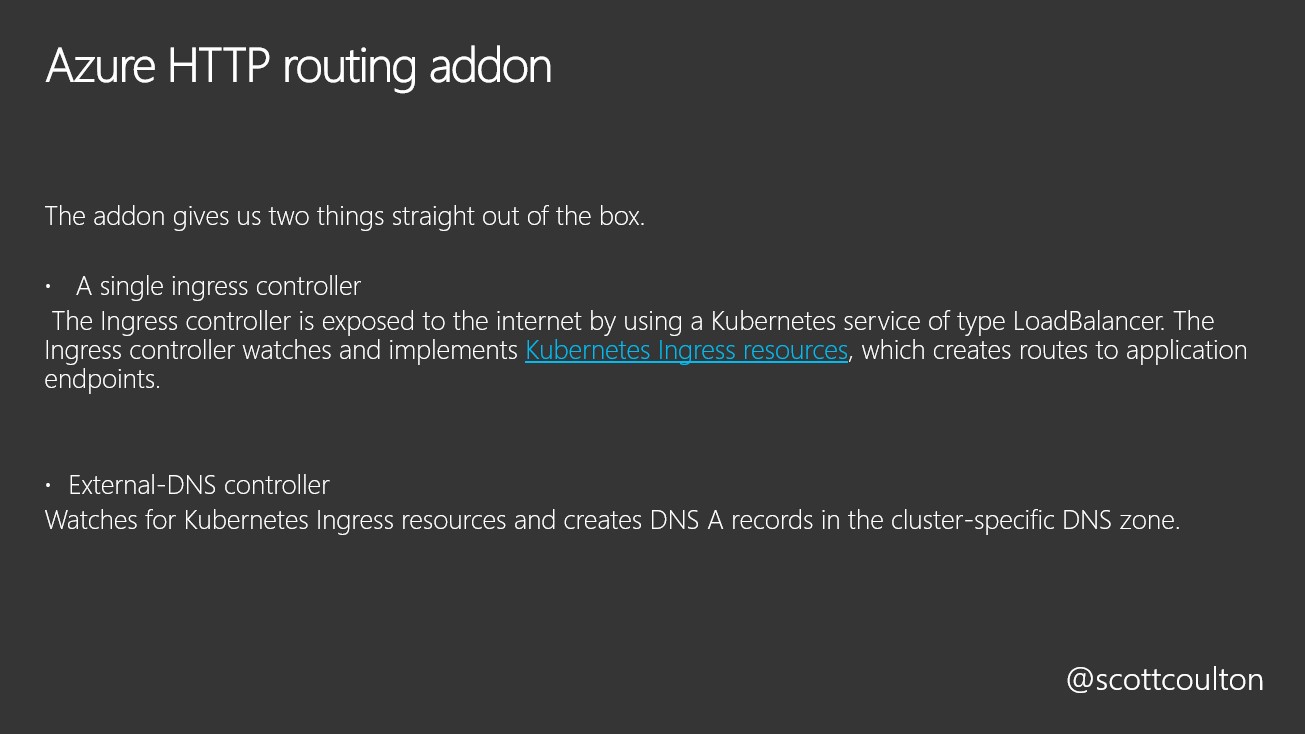 Azure HTTP routing addon
The addon gives us two things straight out of the box.
• A single ingress controller
The Ingress controller is exposed to the internet by using a Kubernetes service of type LoadBalancer. The
Ingress controller watches and implements Kubernetes Ingress resources, which creates routes to application
endpoints.
• External-DNS controller
Watches for Kubernetes Ingress resources and creates DNS A records in the cluster-specific DNS zone.
@scottcoulton